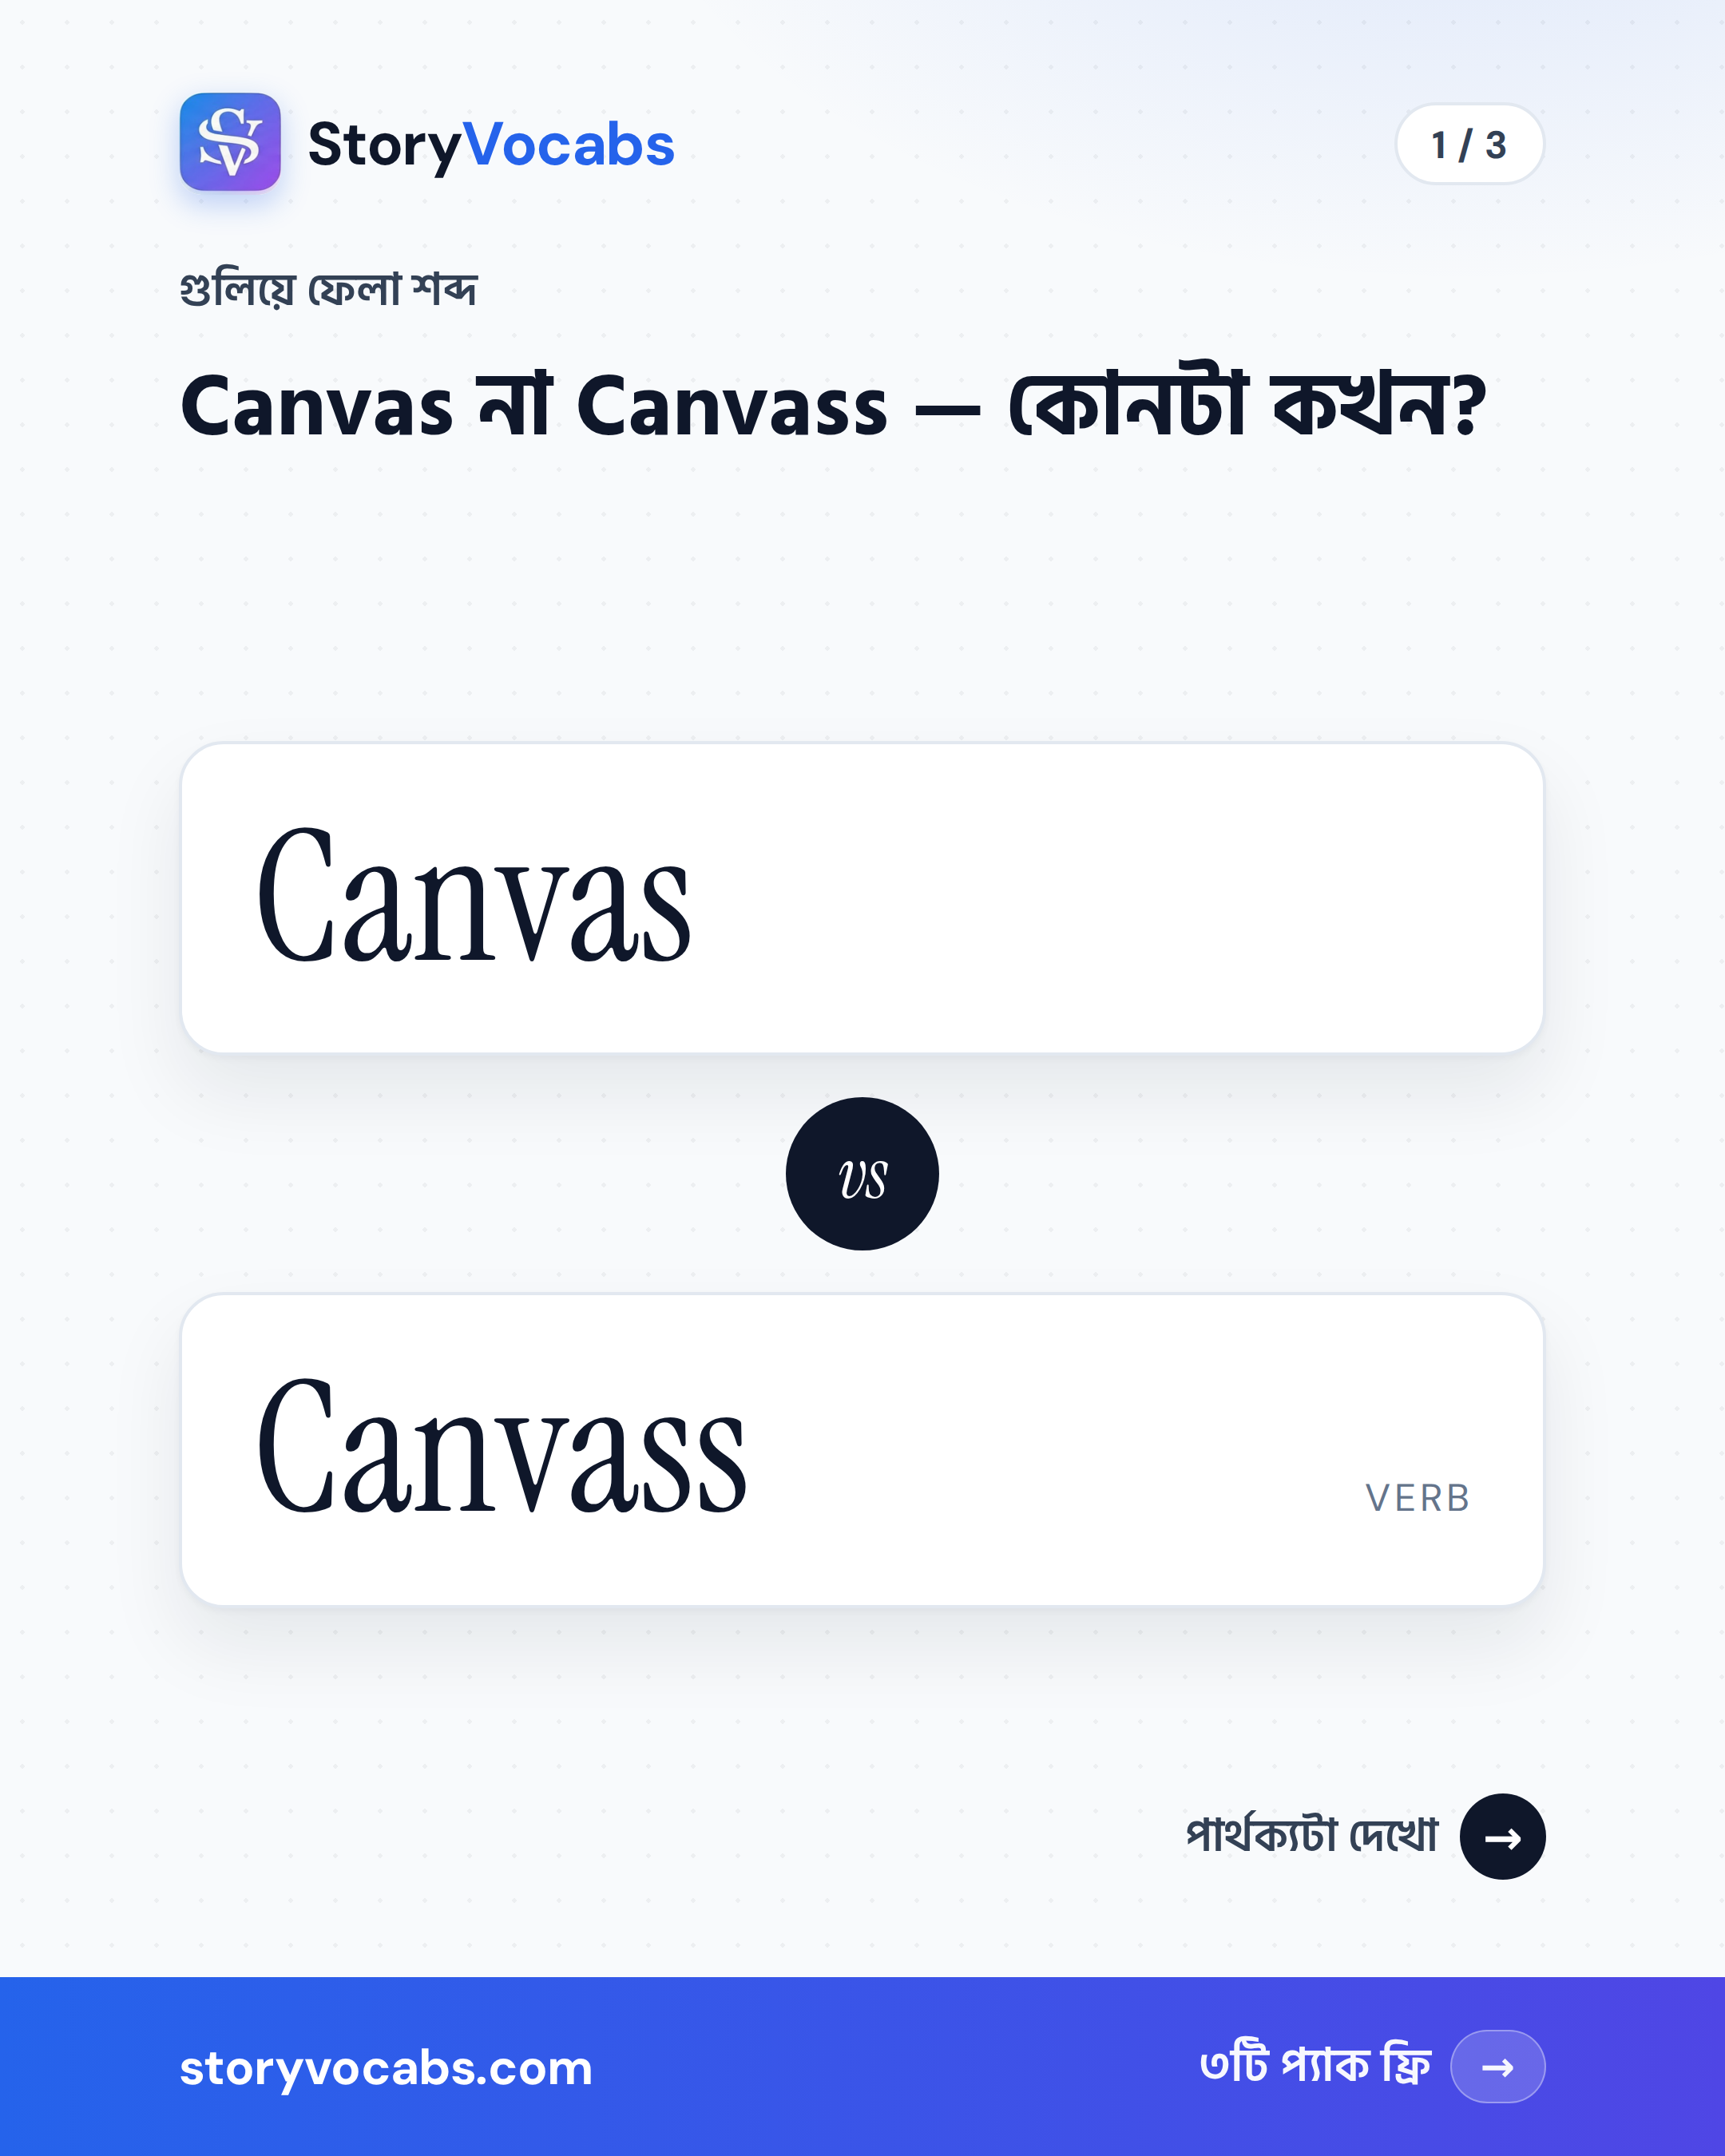 StoryVocabs
1 / 3
গুলিয়ে ফেলা শব্দ
Canvas না Canvass — কোনটা কখন?
Canvas
vs
Canvass
VERB
পার্থক্যটা দেখো →
storyvocabs.com
৩টি প্যাক ফ্রি →